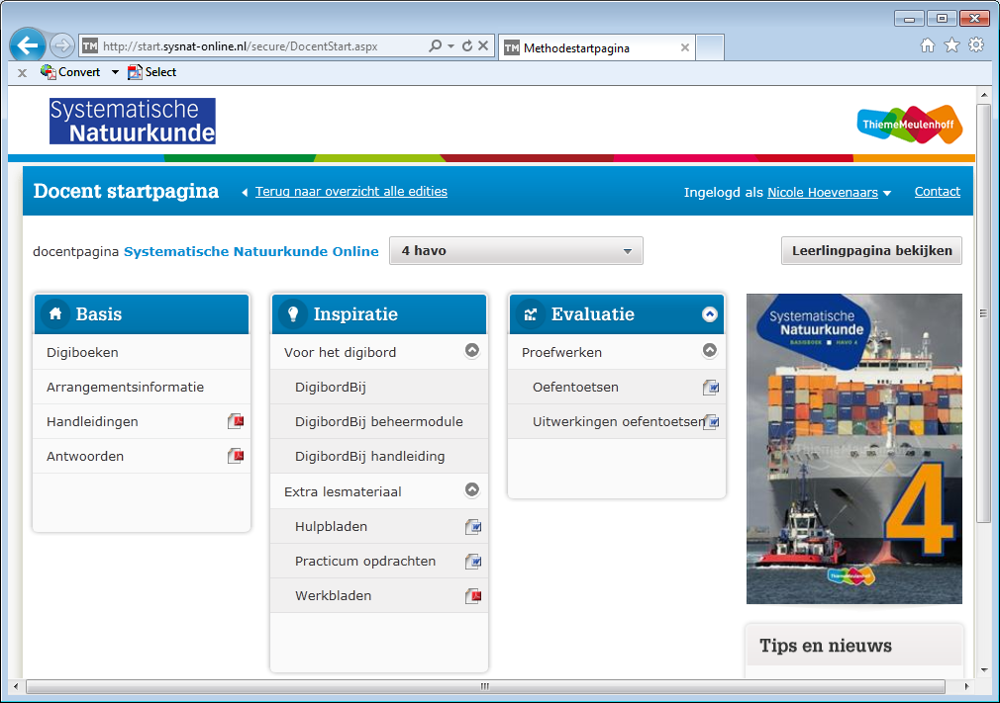 TM http://start.sysnat-online.nl/secure/DocentStart.aspx
TM Methodestartpagina
Convert Select
Systematische
Natuurkunde
ThiemeMeulenhoff
Docent startpagina Terug naar overzicht alle edities Ingelogd als Nicole Hoevenaars Contact
docentpagina Systematische Natuurkunde Online 4 havo Leerlingpagina bekijken
Basis
Digiboeken
Arrangementsinformatie
Handleidingen
Antwoorden
Inspiratie
Voor het digibord
DigibordBij
DigibordBij beheermodule
DigibordBij handleiding
Extra lesmateriaal
Hulpbladen
Practicum opdrachten
Werkbladen
Evaluatie
Proefwerken
Oefentoetsen
Uitwerkingen oefentoetsen
Systematische
Natuurkunde
BASISBOEK HAVO 4
ThiemeMeulenhoff
4
ThiemeMeulenhoff
Tips en nieuws